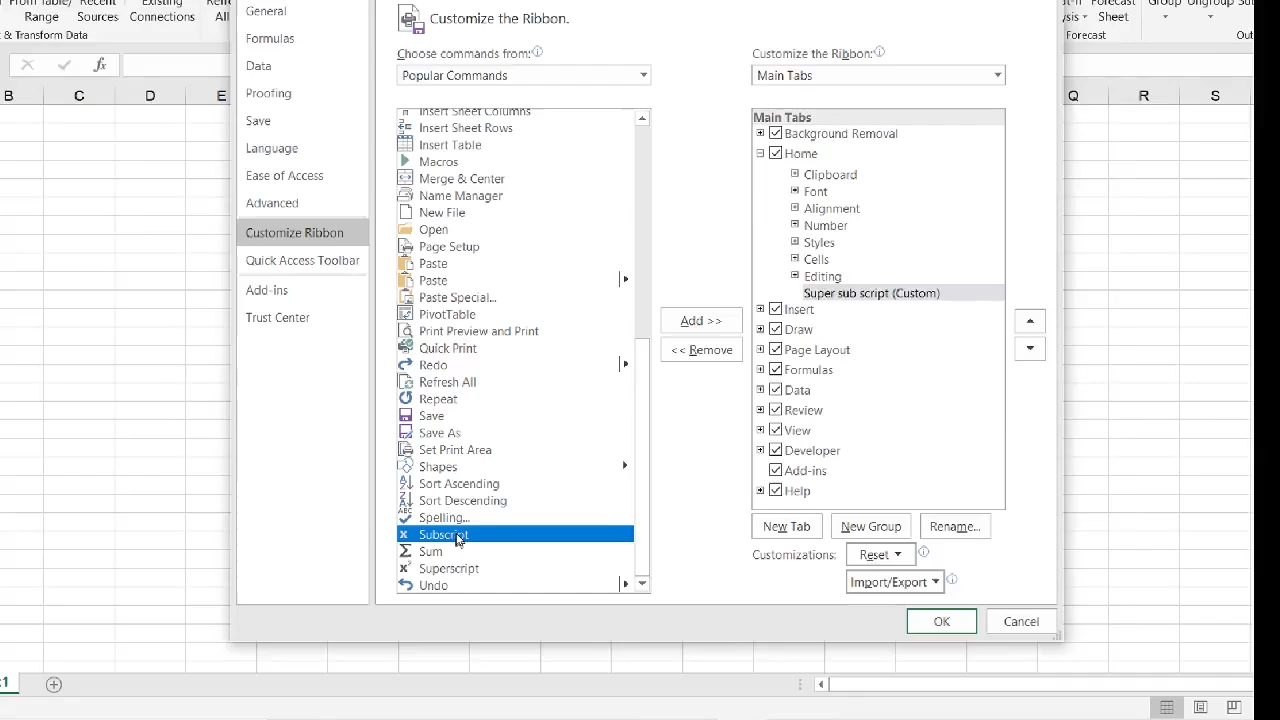 From Table/ Recent Existing
Range Sources Connections All
& Transform Data
Forecast Group Ungroup Sub
Sheet
Forecast Out
fx
B C D E Q R S
General
Formulas
Data
Proofing
Save
Language
Ease of Access
Advanced
Customize Ribbon
Quick Access Toolbar
Add-ins
Trust Center
Customize the Ribbon.
Choose commands from:
Popular Commands
Insert Sheet Columns
Insert Sheet Rows
Insert Table
Macros
Merge & Center
Name Manager
New File
Open
Page Setup
Paste
Paste
Paste Special...
PivotTable
Print Preview and Print
Quick Print
Redo
Refresh All
Repeat
Save
Save As
Set Print Area
Shapes
Sort Ascending
Sort Descending
Spelling...
Subscript
Sum
Superscript
Undo
Add >>
<< Remove
Customize the Ribbon:
Main Tabs
Main Tabs
Background Removal
Home
Clipboard
Font
Alignment
Number
Styles
Cells
Editing
Super sub script (Custom)
Insert
Draw
Page Layout
Formulas
Data
Review
View
Developer
Add-ins
Help
New Tab New Group Rename...
Customizations: Reset
Import/Export
OK Cancel